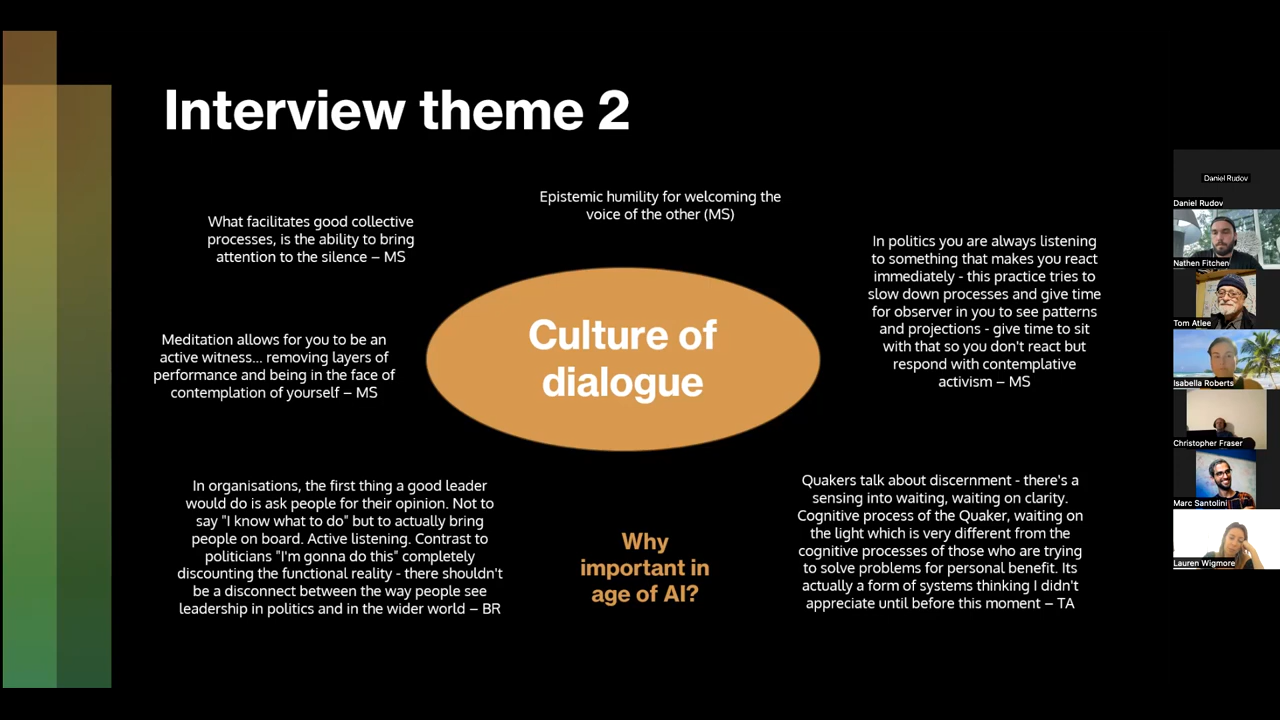 Interview theme 2
Epistemic humility for welcoming the
voice of the other (MS)
What facilitates good collective
processes, is the ability to bring
attention to the silence – MS
In politics you are always listening
to something that makes you react
immediately - this practice tries to
slow down processes and give time
for observer in you to see patterns
and projections - give time to sit
with that so you don't react but
respond with contemplative
activism – MS
Culture of
dialogue
Meditation allows for you to be an
active witness... removing layers of
performance and being in the face of
contemplation of yourself – MS
In organisations, the first thing a good leader
would do is ask people for their opinion. Not to
say "I know what to do" but to actually bring
people on board. Active listening. Contrast to
politicians "I'm gonna do this" completely
discounting the functional reality - there shouldn't
be a disconnect between the way people see
leadership in politics and in the wider world – BR
Why
important in
age of AI?
Quakers talk about discernment - there's a
sensing into waiting, waiting on clarity.
Cognitive process of the Quaker, waiting on
the light which is very different from the
cognitive processes of those who are trying
to solve problems for personal benefit. Its
actually a form of systems thinking I didn't
appreciate until before this moment – TA
Daniel Rudov
Daniel Rudov
Nathen Fitchen
Tom Atlee
Isabella Roberts
Christopher Fraser
Marc Santolini
Lauren Wigmore